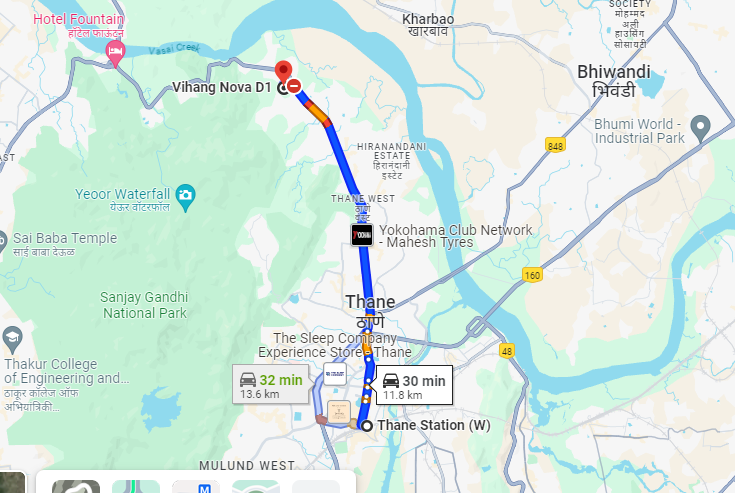 Hotel Fountain
हॉटेल फाऊंटन
Vasai Creek
Kharbao
खारबाव
SOCIETY
मोहम्मद
अली
हाउसिंग
सोसायटी
Bhiwandi
भिवंडी
Vihang Nova D1
Bhumi World -
Industrial Park
848
HIRANANDANI
ESTATE
हिरानंदानी
इस्टेट
AST
Yeoor Waterfall
येऊर वॉटरफॉल
THANE WEST
ठाणे
वेस्ट
Yokohama Club Network
- Mahesh Tyres
Sai Baba Temple
साई बाबा देऊळ
160
Sanjay Gandhi
National Park
Thane
ठाणे
The Sleep Company
Experience Store Thane
48
Thakur College
of Engineering and...
ठाकूर कॉलेज ऑफ
अभियांत्रिकी...
32 min
13.6 km
30 min
11.8 km
Thane Station (W)
MULUND WEST
M